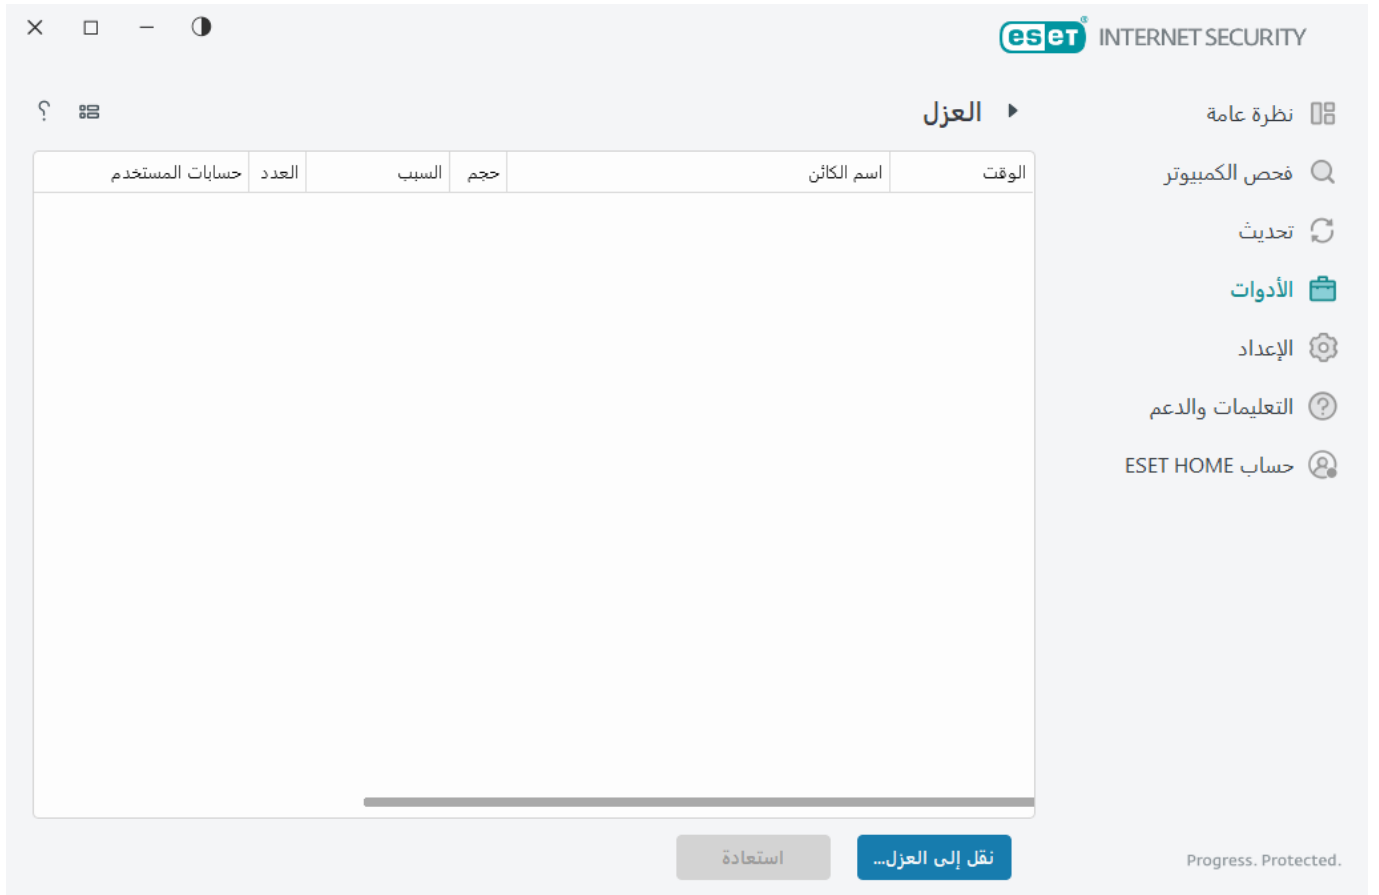 eset® INTERNET SECURITY
نظرة عامة
فحص الكمبيوتر
تحديث
الأدوات
الإعداد
التعليمات والدعم
حساب ESET HOME
Progress. Protected.
العزل
؟
الوقت
اسم الكائن
حجم
السبب
العدد
حسابات المستخدم
نقل إلى العزل...
استعادة